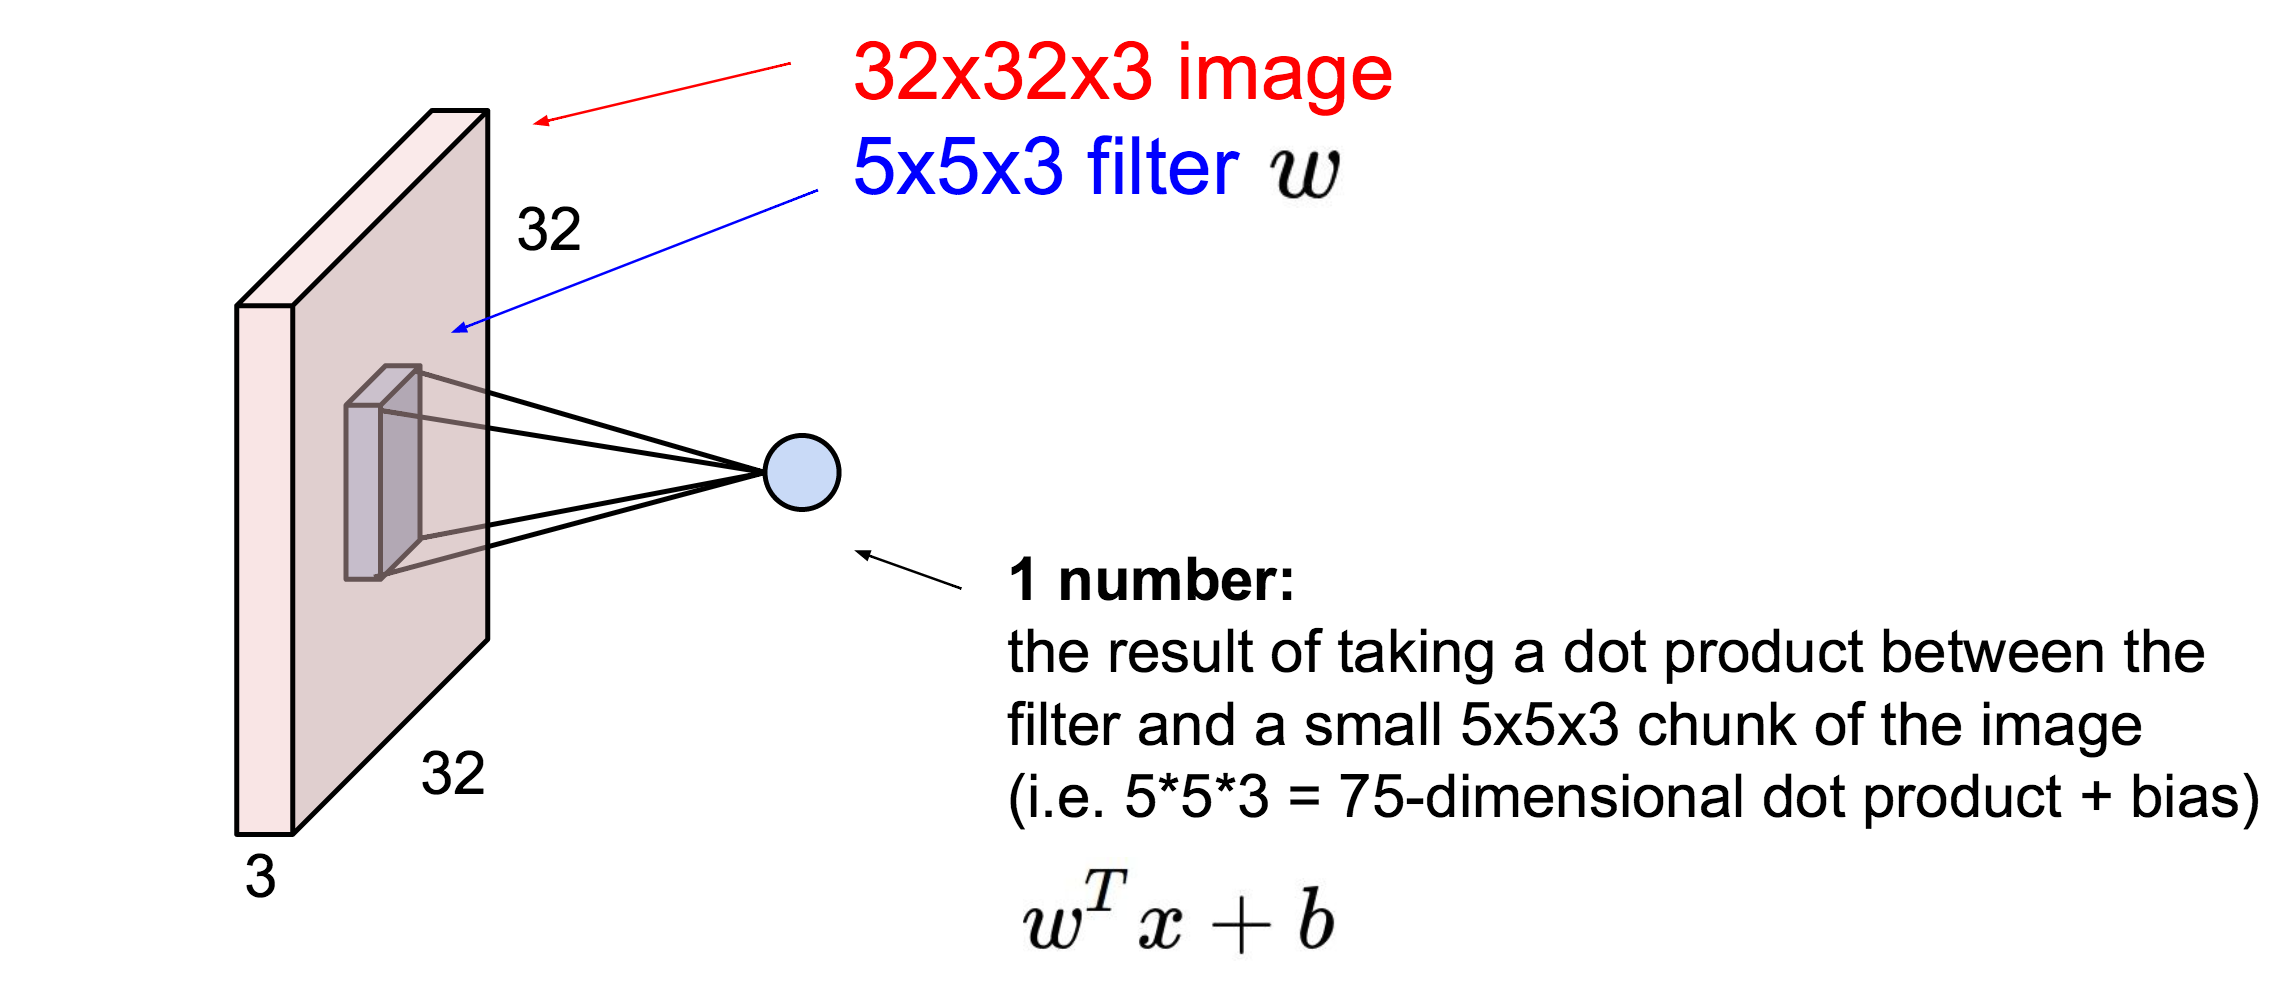 32x32x3 image
5x5x3 filter w
32
1 number:
the result of taking a dot product between the
filter and a small 5x5x3 chunk of the image
(i.e. 5*5*3 = 75-dimensional dot product + bias)
32
3
w^T x + b